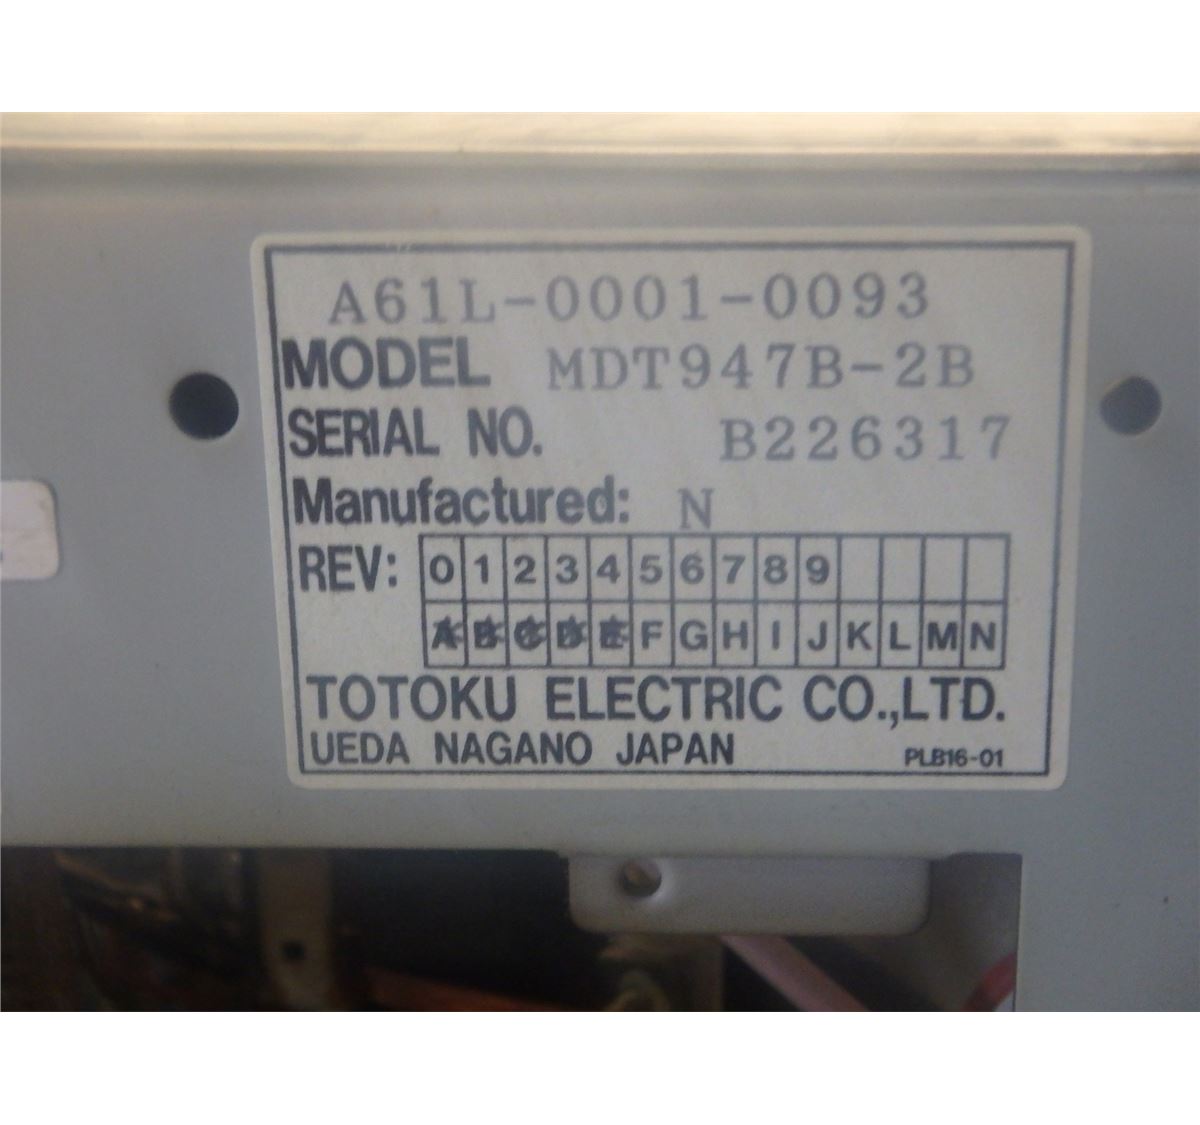 A61L-0001-0093
MODEL MDT947B-2B
SERIAL NO. B226317
Manufactured: N
REV: 0 1 2 3 4 5 6 7 8 9
A B C D E F G H I J K L M N
TOTOKU ELECTRIC CO.,LTD.
UEDA NAGANO JAPAN PLB16-01